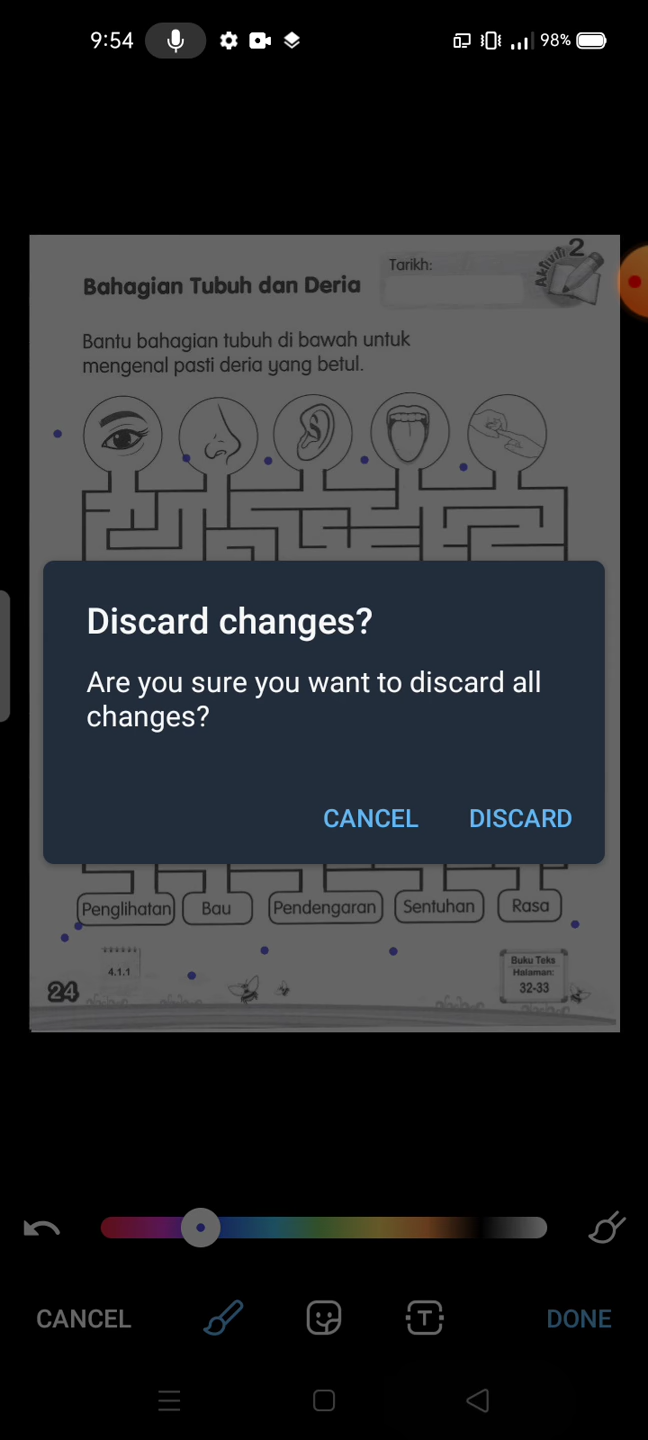 9:54
98%
Bahagian Tubuh dan Deria
Tarikh:
Aktiviti 2
Bantu bahagian tubuh di bawah untuk
mengenal pasti deria yang betul.
Discard changes?
Are you sure you want to discard all
changes?
CANCEL DISCARD
Penglihatan Bau Pendengaran Sentuhan Rasa
4.1.1
Buku Teks
Halaman:
32-33
24
CANCEL T DONE